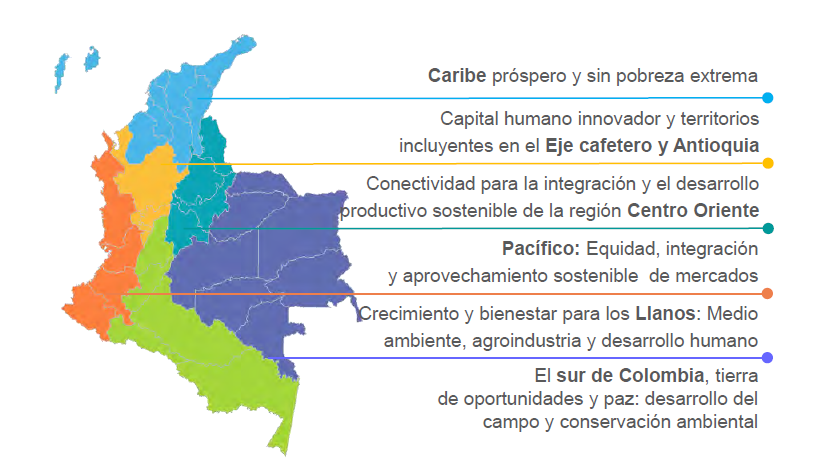 Caribe próspero y sin pobreza extrema
Capital humano innovador y territorios
incluyentes en el Eje cafetero y Antioquia
Conectividad para la integración y el desarrollo
productivo sostenible de la región Centro Oriente
Pacífico: Equidad, integración
y aprovechamiento sostenible de mercados
Crecimiento y bienestar para los Llanos: Medio
ambiente, agroindustria y desarrollo humano
El sur de Colombia, tierra
de oportunidades y paz: desarrollo del
campo y conservación ambiental